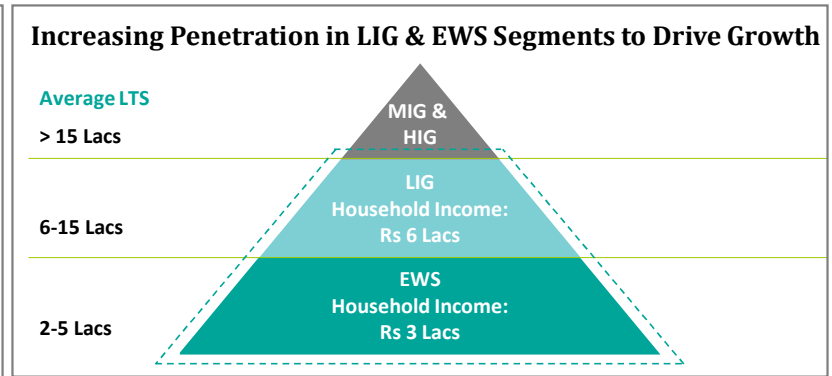 Increasing Penetration in LIG & EWS Segments to Drive Growth
Average LTS
> 15 Lacs
MIG &
HIG
6-15 Lacs
LIG
Household Income:
Rs 6 Lacs
2-5 Lacs
EWS
Household Income:
Rs 3 Lacs